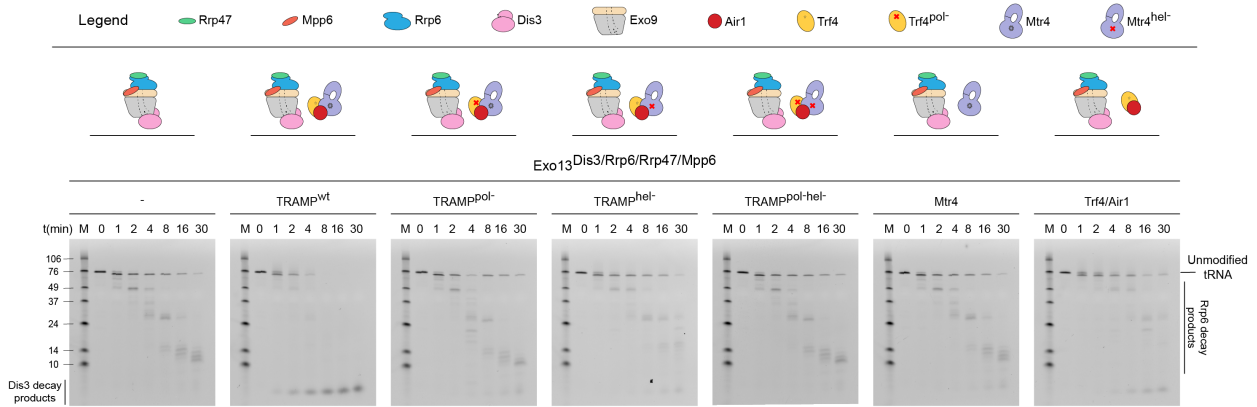 Legend Rrp47 Mpp6 Rrp6 Dis3 Exo9 Air1 Trf4 Trf4pol- Mtr4 Mtr4hel-
Exo13Dis3/Rrp6/Rrp47/Mpp6
- TRAMPwt TRAMPpol- TRAMPhel- TRAMPpol-hel- Mtr4 Trf4/Air1
t(min) M 0 1 2 4 8 16 30 M 0 1 2 4 8 16 30 M 0 1 2 4 8 16 30 M 0 1 2 4 8 16 30 M 0 1 2 4 8 16 30 M 0 1 2 4 8 16 30 M 0 1 2 4 8 16 30
106
76
49
37
24
14
10
Dis3 decay
products
Unmodified
tRNA
Rrp6 decay
products